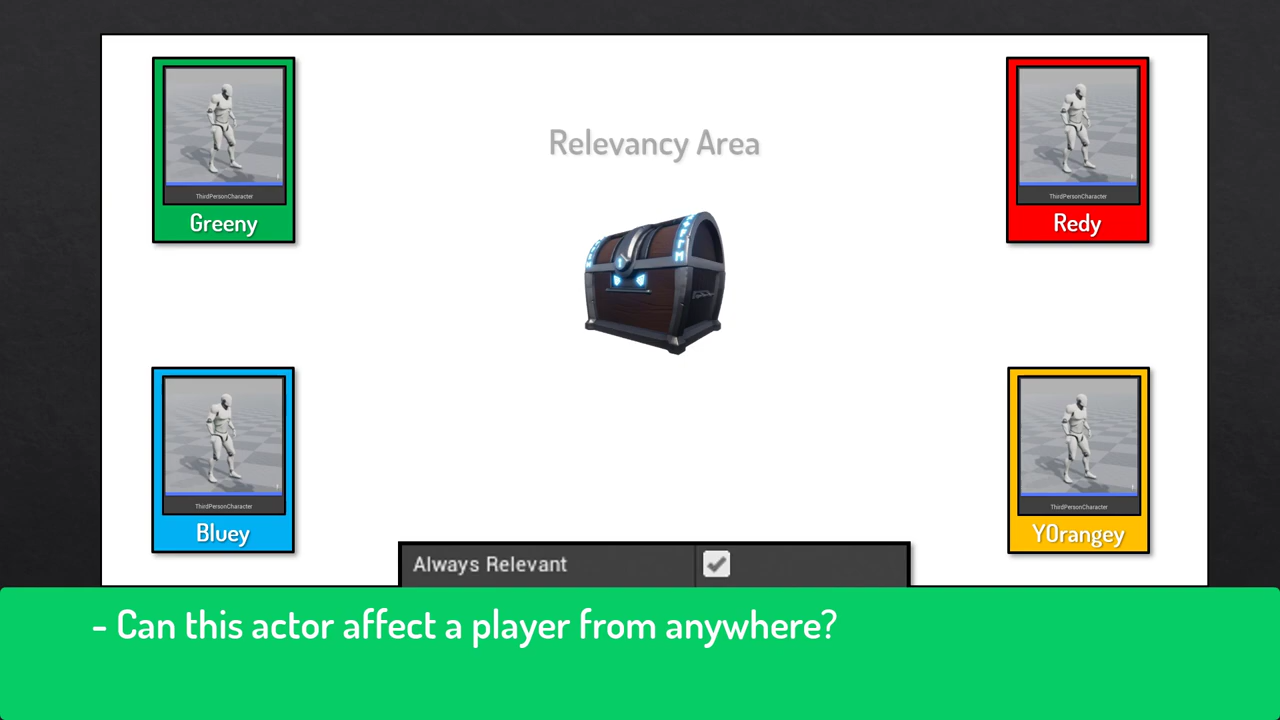 Relevancy Area
ThirdPersonCharacter
Greeny
ThirdPersonCharacter
Redy
ThirdPersonCharacter
Bluey
ThirdPersonCharacter
YOrangey
Always Relevant
- Can this actor affect a player from anywhere?